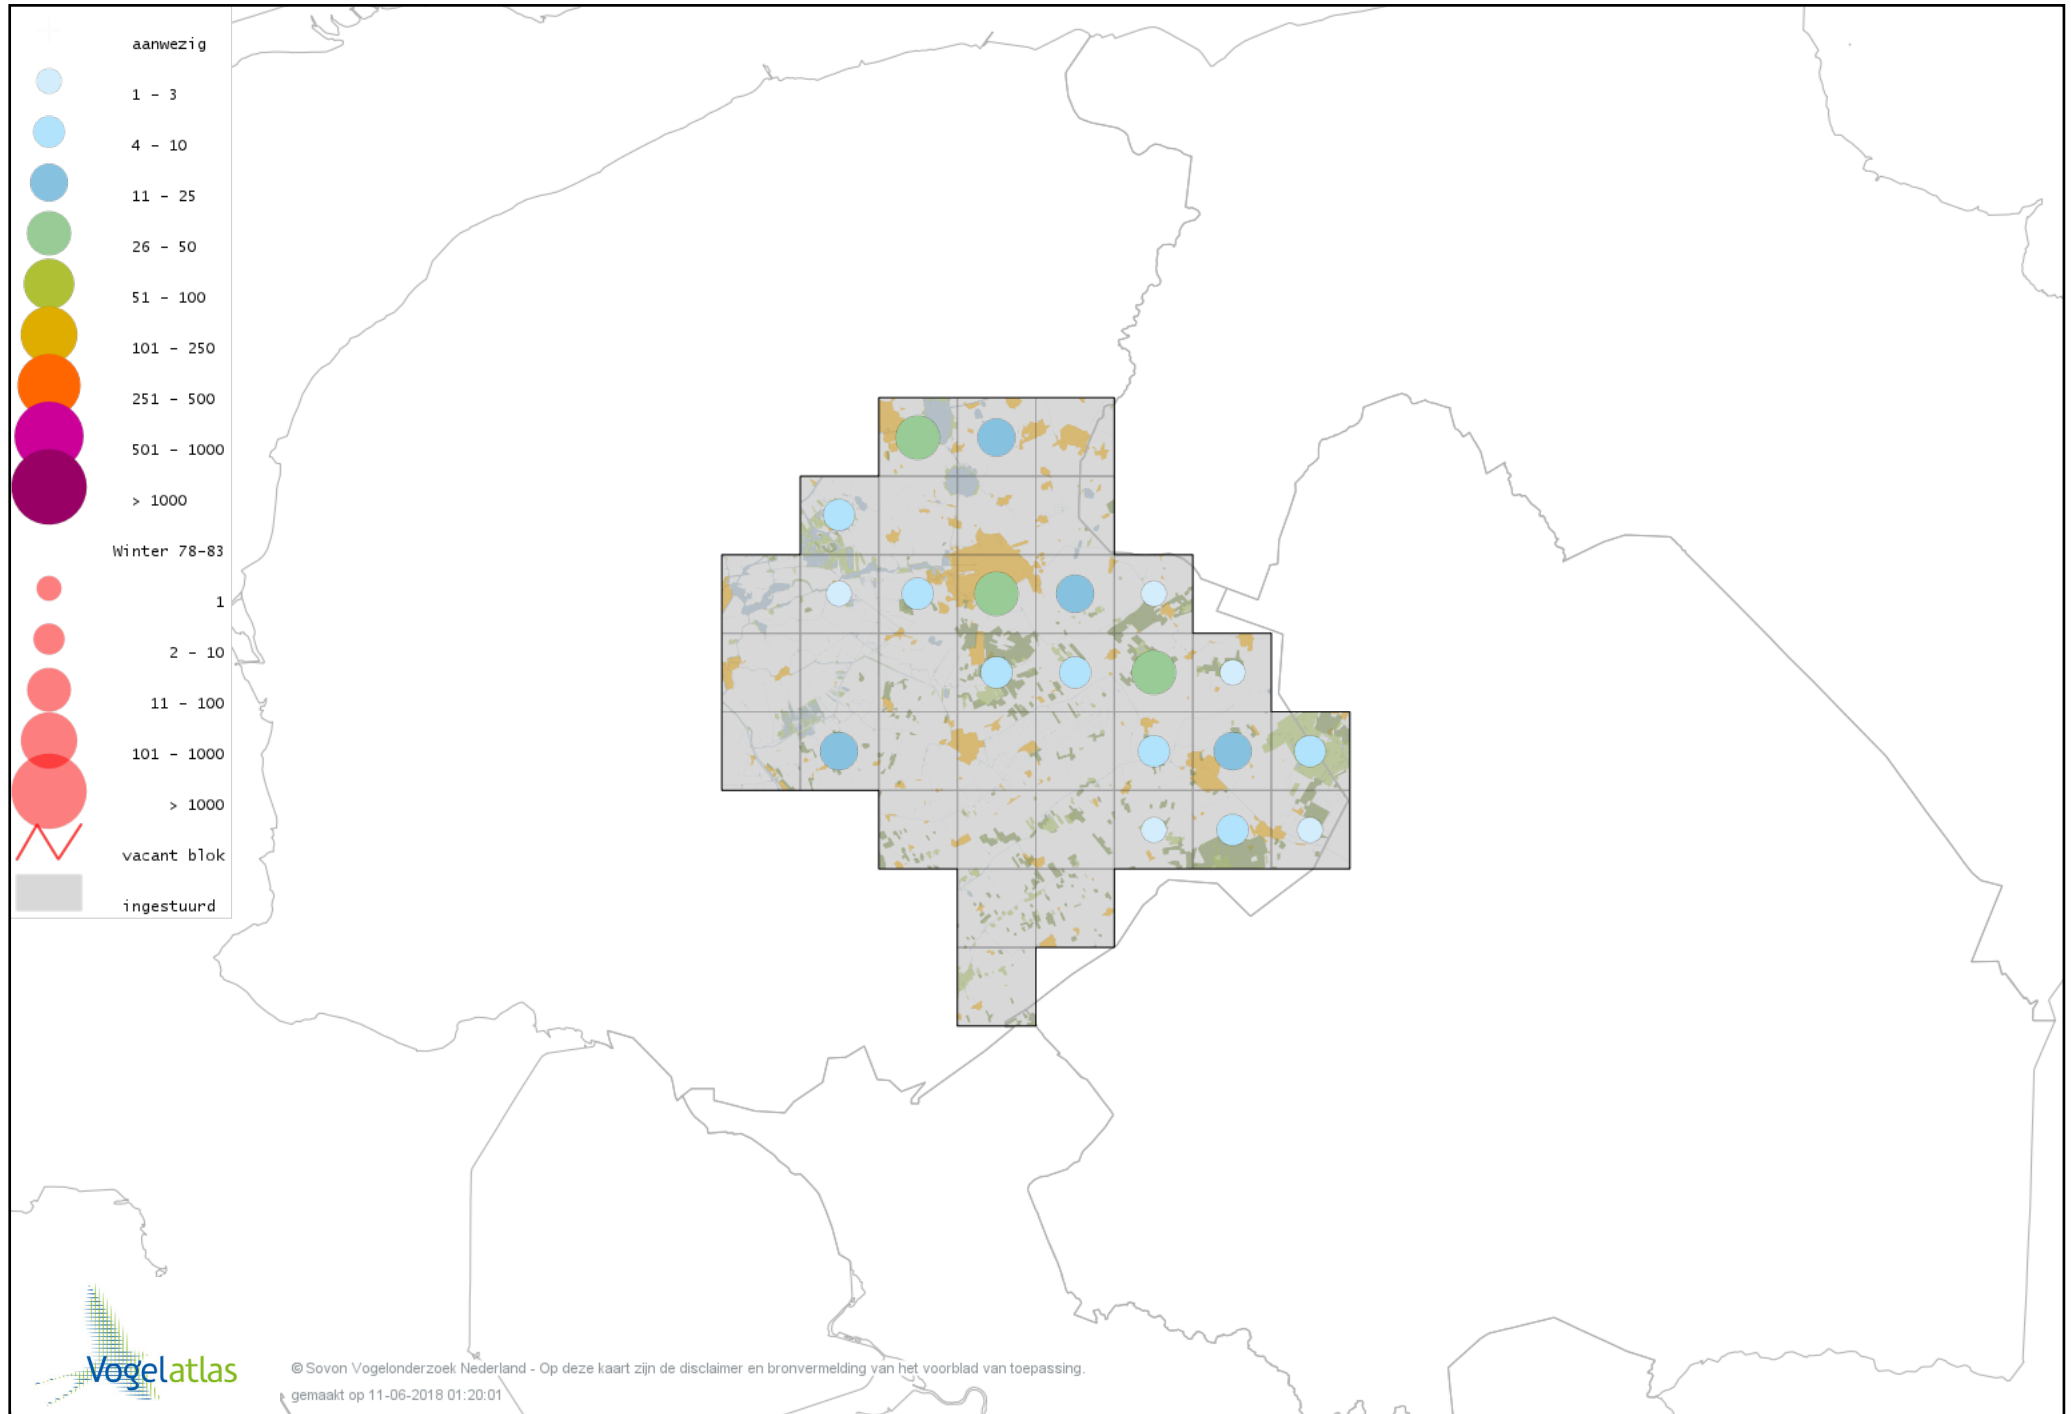 aanwezig
1 - 3
4 - 10
11 - 25
26 - 50
51 - 100
101 - 250
251 - 500
501 - 1000
> 1000
Winter 78-83
1
2 - 10
11 - 100
101 - 1000
> 1000
vacant blok
ingestuurd
Vogelatlas
© Sovon Vogelonderzoek Nederland - Op deze kaart zijn de disclaimer en bronvermelding van het voorblad van toepassing.
gemaakt op 11-06-2018 01:20:01